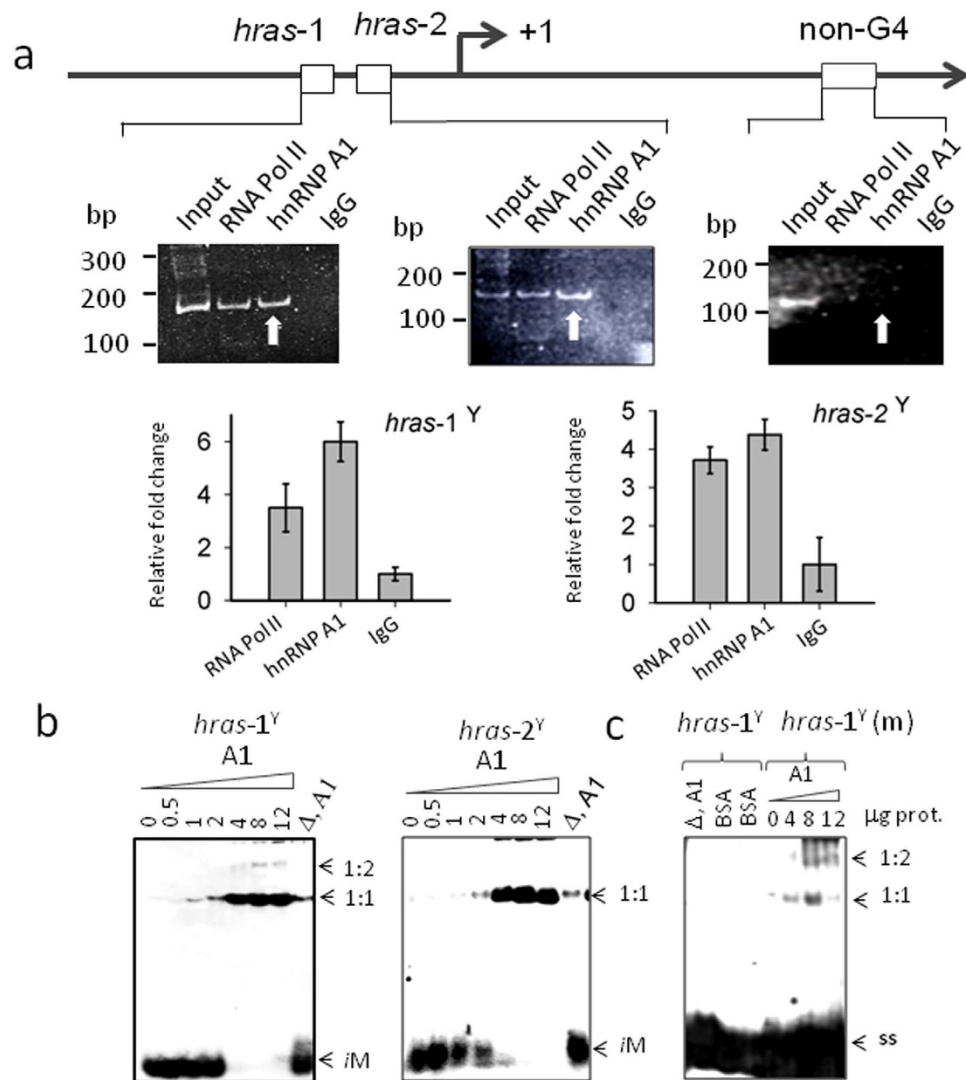 a
hras-1 hras-2 +1 non-G4
bp Input RNA Pol II hnRNP A1 IgG
300
200
100
bp Input RNA Pol II hnRNP A1 IgG
200
100
bp Input RNA Pol II hnRNP A1 IgG
200
100
Relative fold change
hras-1 Y
6
4
2
0
RNA Pol II hnRNP A1 IgG
Relative fold change
hras-2 Y
5
4
3
2
1
0
RNA Pol II hnRNP A1 IgG
b
hras-1Y
A1
0 0.5 1 2 4 8 12 Δ, A1
1:2
1:1
iM
hras-2Y
A1
0 0.5 1 2 4 8 12 Δ, A1
1:1
iM
c
hras-1Y hras-1Y (m)
A1
Δ, A1 BSA BSA 0 4 8 12 μg prot.
1:2
1:1
ss